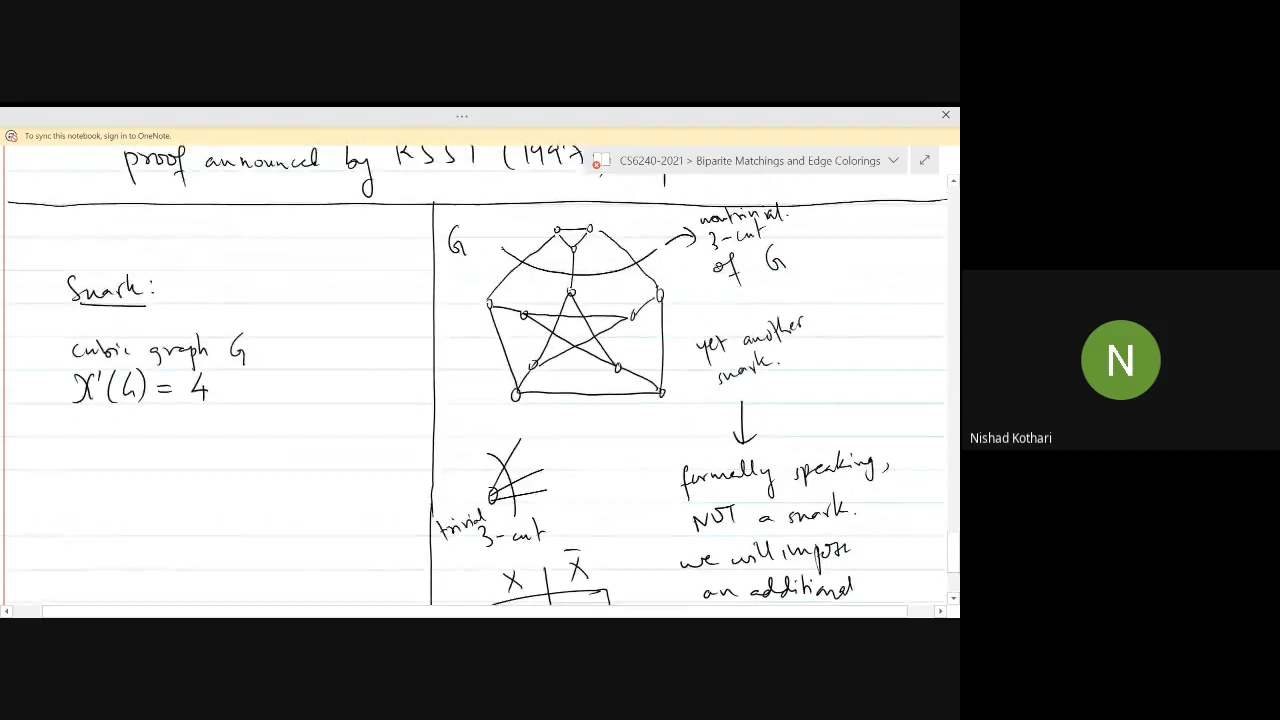 To sync this notebook, sign in to OneNote.
proof announced by RSST (1997)
CS6240-2021 > Biparite Matchings and Edge Colorings
G
nontrivial
3-cut
of G
Snark:
cubic graph G
χ'(G) = 4
yet another
snark.
formally speaking,
NOT a snark.
we will impose
an additional
trivial
3-cut
X X̄
N
Nishad Kothari